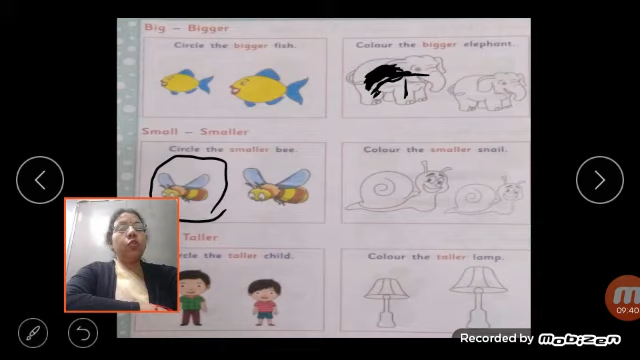 Big - Bigger
Circle the bigger fish.
Colour the bigger elephant.
Small - Smaller
Circle the smaller bee.
Colour the smaller snail.
Taller
cle the taller child.
Colour the taller lamp.
09:40
Recorded by MOBIZEN